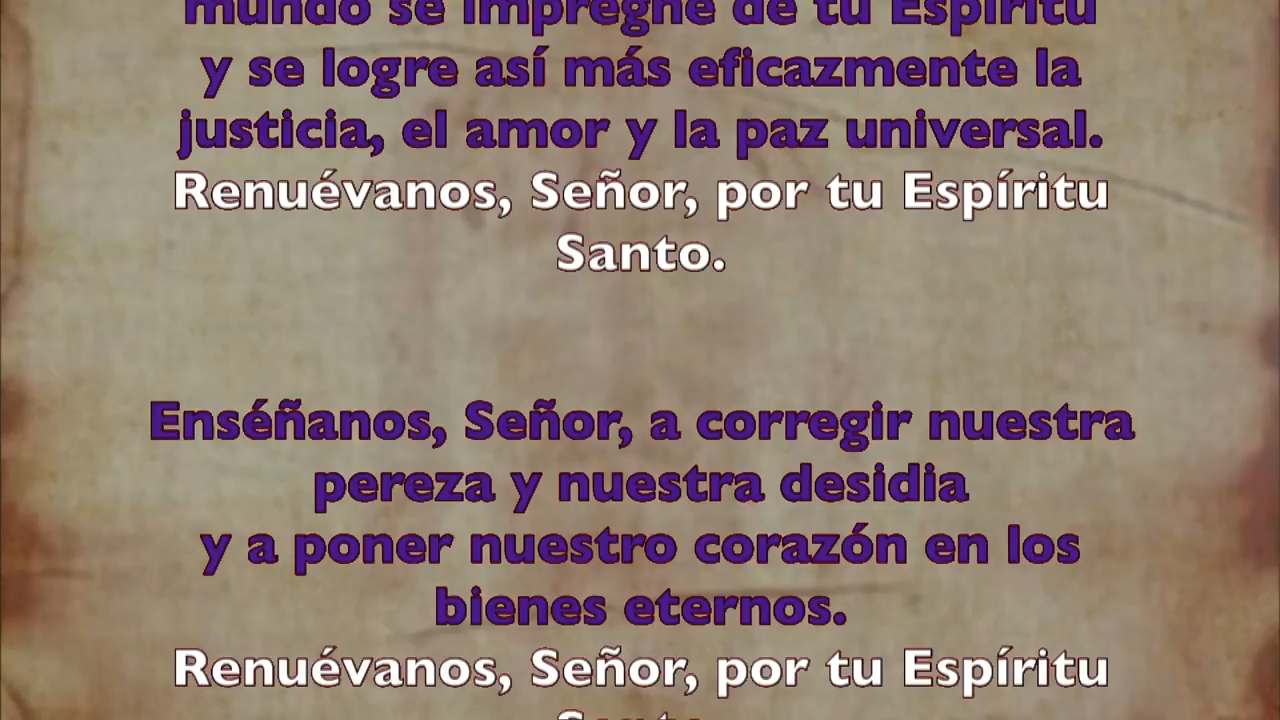 mundo se impregne de tu Espíritu
y se logre así más eficazmente la
justicia, el amor y la paz universal.
Renuévanos, Señor, por tu Espíritu
Santo.
Enséñanos, Señor, a corregir nuestra
pereza y nuestra desidia
y a poner nuestro corazón en los
bienes eternos.
Renuévanos, Señor, por tu Espíritu